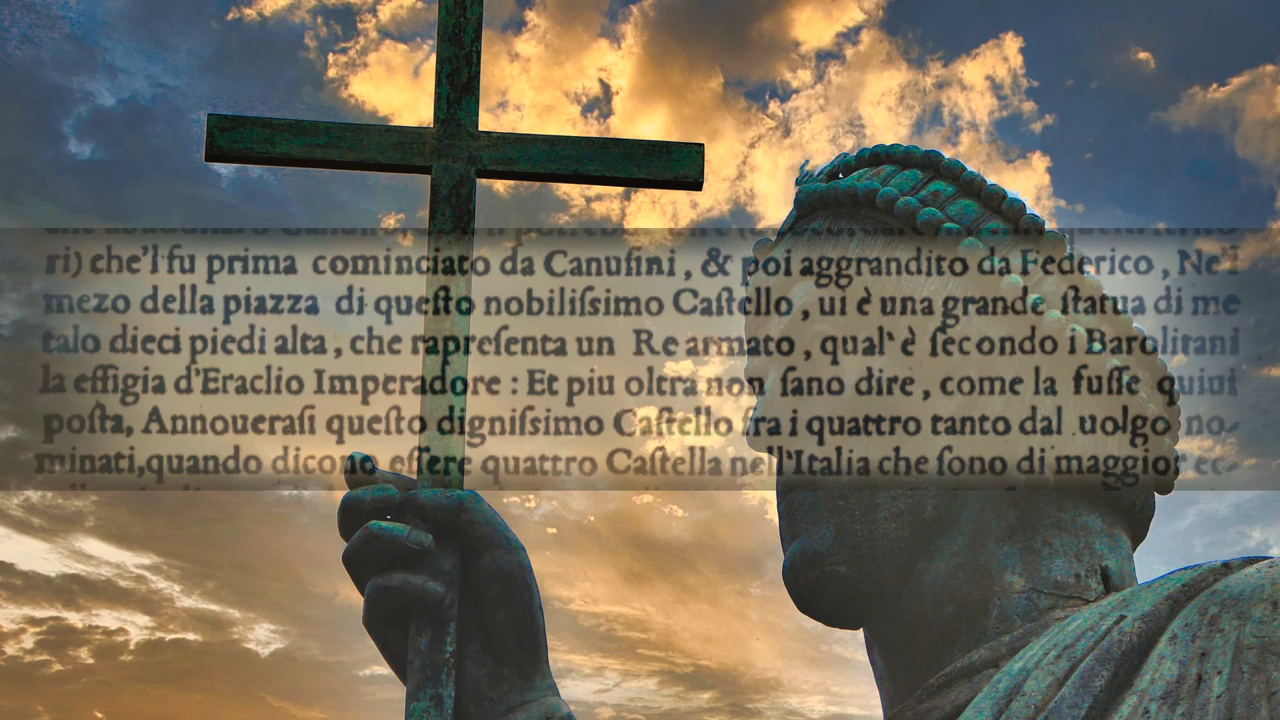 ri) che'l fu prima cominciato da Canuſini, & poi aggrandito da Federico, Nel
mezo della piazza di queſto nobiliſsimo Caſtello, ui è una grande ſtatua di me
talo dieci piedi alta, che rapreſenta un Re armato, qual' è ſecondo i Barolitani
la effigia d'Eraclio Imperadore: Et piu oltra non ſano dire, come la fuſſe quiui
poſta, Annoueraſi queſto digniſsimo Caſtello fra i quattro tanto dal uolgo no-
minati, quando dicono eſſere quattro Caſtella nell'Italia che ſono di maggior